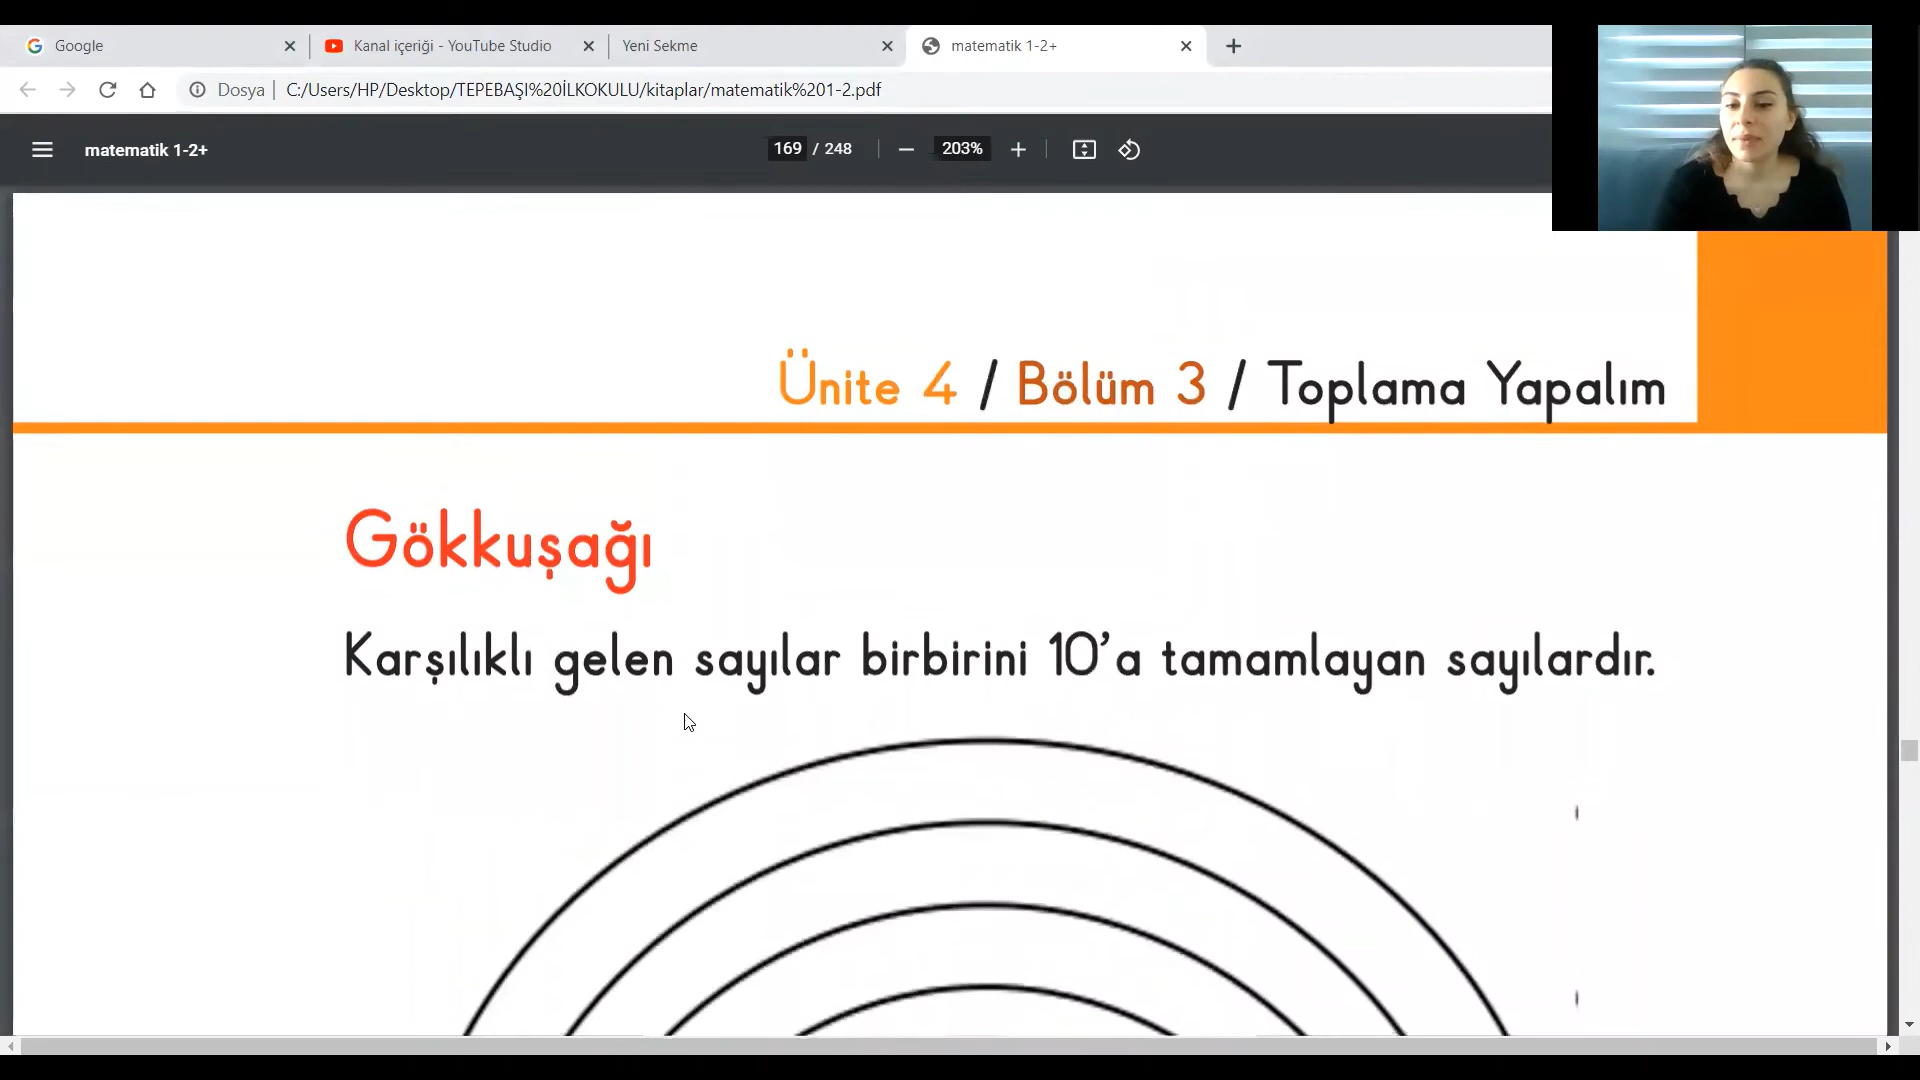 Google
Kanal içeriği - YouTube Studio
Yeni Sekme
matematik 1-2+
Dosya
C:/Users/HP/Desktop/TEPEBAŞI%20İLKOKULU/kitaplar/matematik%201-2.pdf
matematik 1-2+
169 / 248
203%
Ünite 4 / Bölüm 3 / Toplama Yapalım
Gökkuşağı
Karşılıklı gelen sayılar birbirini 10'a tamamlayan sayılardır.